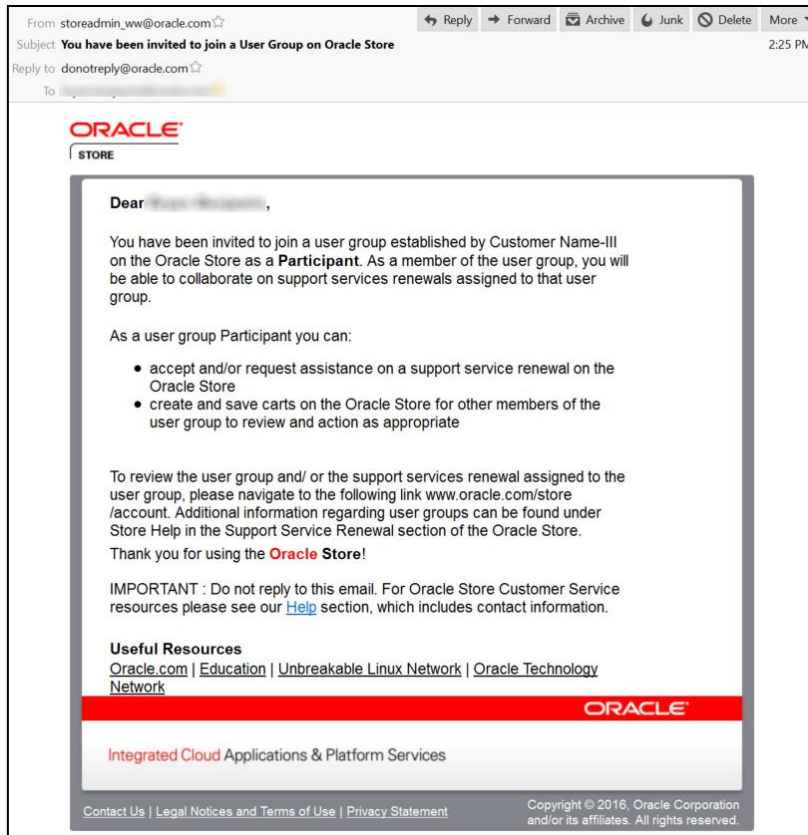 From storeadmin_ww@oracle.com
Reply Forward Archive Junk Delete More
Subject You have been invited to join a User Group on Oracle Store
2:25 PM
Reply to donotreply@oracle.com
To
ORACLE
STORE
Dear ,
You have been invited to join a user group established by Customer Name-III
on the Oracle Store as a Participant. As a member of the user group, you will
be able to collaborate on support services renewals assigned to that user
group.
As a user group Participant you can:
• accept and/or request assistance on a support service renewal on the
Oracle Store
• create and save carts on the Oracle Store for other members of the
user group to review and action as appropriate
To review the user group and/ or the support services renewal assigned to the
user group, please navigate to the following link www.oracle.com/store
/account. Additional information regarding user groups can be found under
Store Help in the Support Service Renewal section of the Oracle Store.
Thank you for using the Oracle Store!
IMPORTANT : Do not reply to this email. For Oracle Store Customer Service
resources please see our Help section, which includes contact information.
Useful Resources
Oracle.com | Education | Unbreakable Linux Network | Oracle Technology
Network
ORACLE
Integrated Cloud Applications & Platform Services
Contact Us | Legal Notices and Terms of Use | Privacy Statement
Copyright © 2016, Oracle Corporation
and/or its affiliates. All rights reserved.